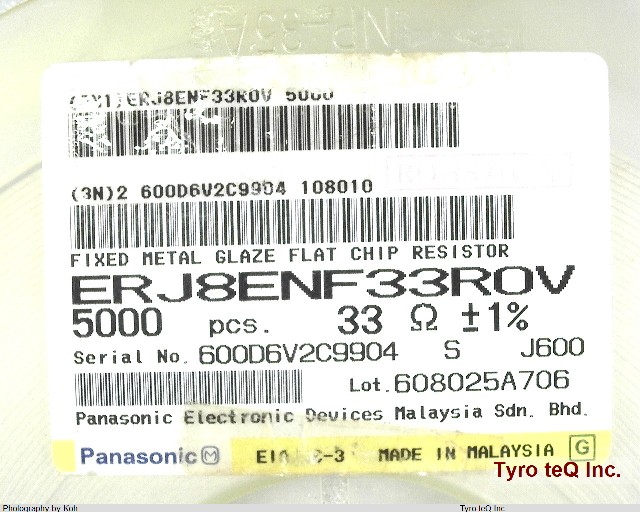 NP-85A
ERJ8ENF33R0V 5000
(3N)2 600D6V2C9904 108010
FIXED METAL GLAZE FLAT CHIP RESISTOR
ERJ8ENF33R0V
5000 pcs. 33 Ω ±1%
Serial No. 600D6V2C9904 S J600
Lot. 608025A706
Panasonic Electronic Devices Malaysia Sdn. Bhd.
Panasonic M MADE IN MALAYSIA G
Tyro teQ Inc.
Photography by Koh Tyro teQ Inc